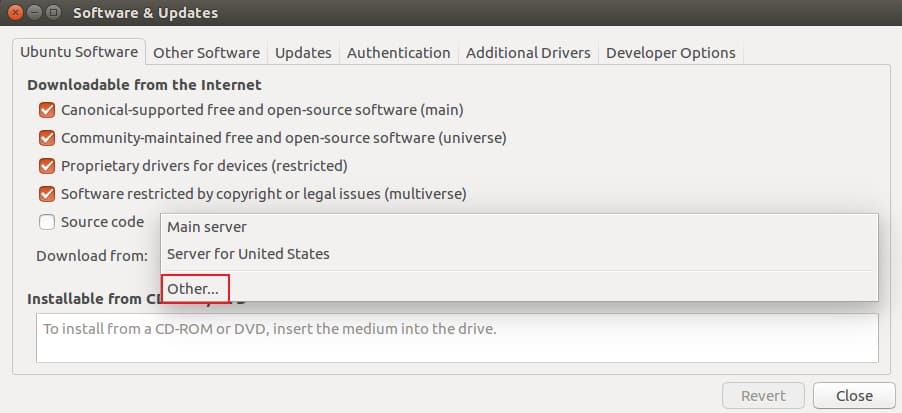 Software & Updates
Ubuntu Software Other Software Updates Authentication Additional Drivers Developer Options
Downloadable from the Internet
Canonical-supported free and open-source software (main)
Community-maintained free and open-source software (universe)
Proprietary drivers for devices (restricted)
Software restricted by copyright or legal issues (multiverse)
Source code
Main server
Download from:
Server for United States
Other...
Installable from
To install from a CD-ROM or DVD, insert the medium into the drive.
Revert Close